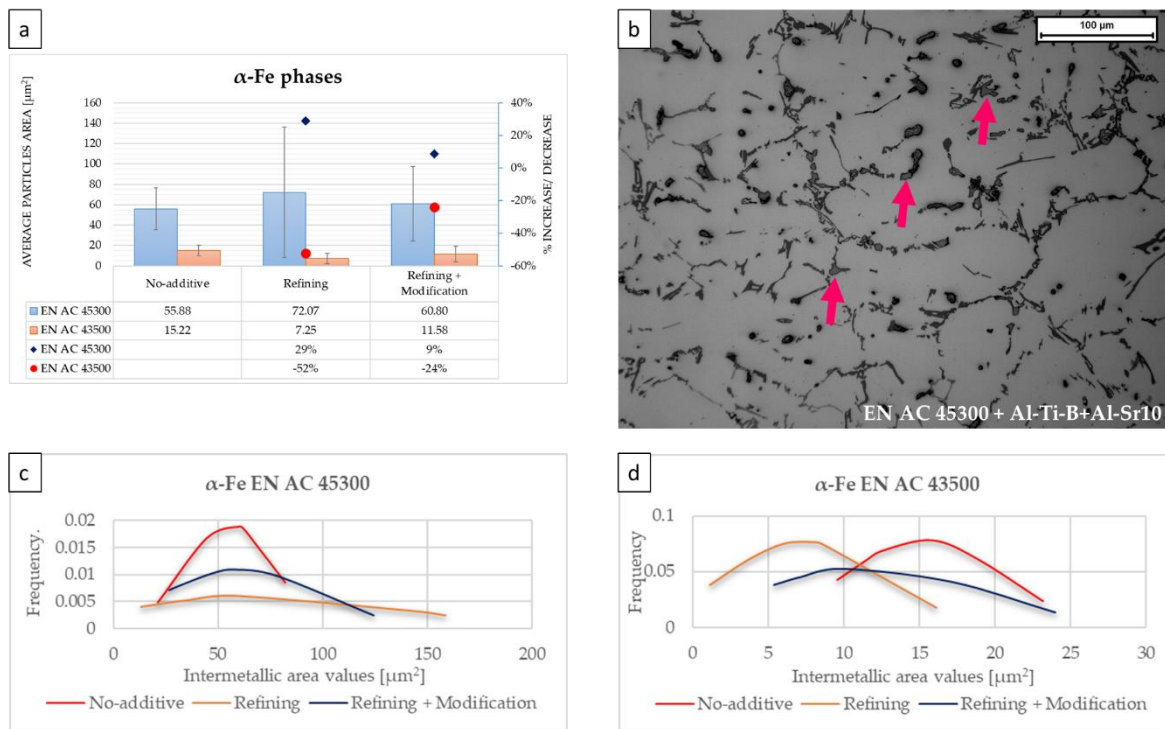 a
α-Fe phases
AVERAGE PARTICLES AREA [μm²]
160
140
120
100
80
60
40
20
0
40%
20%
0%
-20%
-40%
-60%
% INCREASE/ DECREASE
No-additive
Refining
Refining +
Modification
EN AC 45300 55.88 72.07 60.80
EN AC 43500 15.22 7.25 11.58
EN AC 45300 29% 9%
EN AC 43500 -52% -24%
b
100 μm
EN AC 45300 + Al-Ti-B+Al-Sr10
c
α-Fe EN AC 45300
Frequency.
0.02
0.015
0.01
0.005
0
0 50 100 150 200
Intermetallic area values [μm²]
No-additive Refining Refining + Modification
d
α-Fe EN AC 43500
Frequency
0.1
0.05
0
0 5 10 15 20 25 30
Intermetallic area values [μm²]
No-additive Refining Refining + Modification